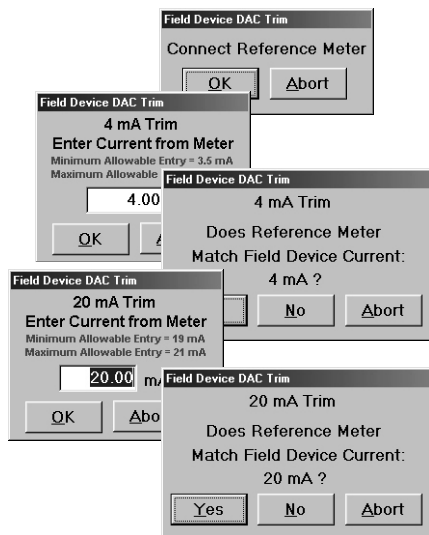 Field Device DAC Trim
Connect Reference Meter
OK Abort
Field Device DAC Trim
4 mA Trim
Enter Current from Meter
Minimum Allowable Entry = 3.5 mA
Maximum Allowable
4.00
OK
Field Device DAC Trim
4 mA Trim
Does Reference Meter
Match Field Device Current:
4 mA ?
No Abort
Field Device DAC Trim
20 mA Trim
Enter Current from Meter
Minimum Allowable Entry = 19 mA
Maximum Allowable Entry = 21 mA
20.00
OK
Field Device DAC Trim
20 mA Trim
Does Reference Meter
Match Field Device Current:
20 mA ?
Yes No Abort